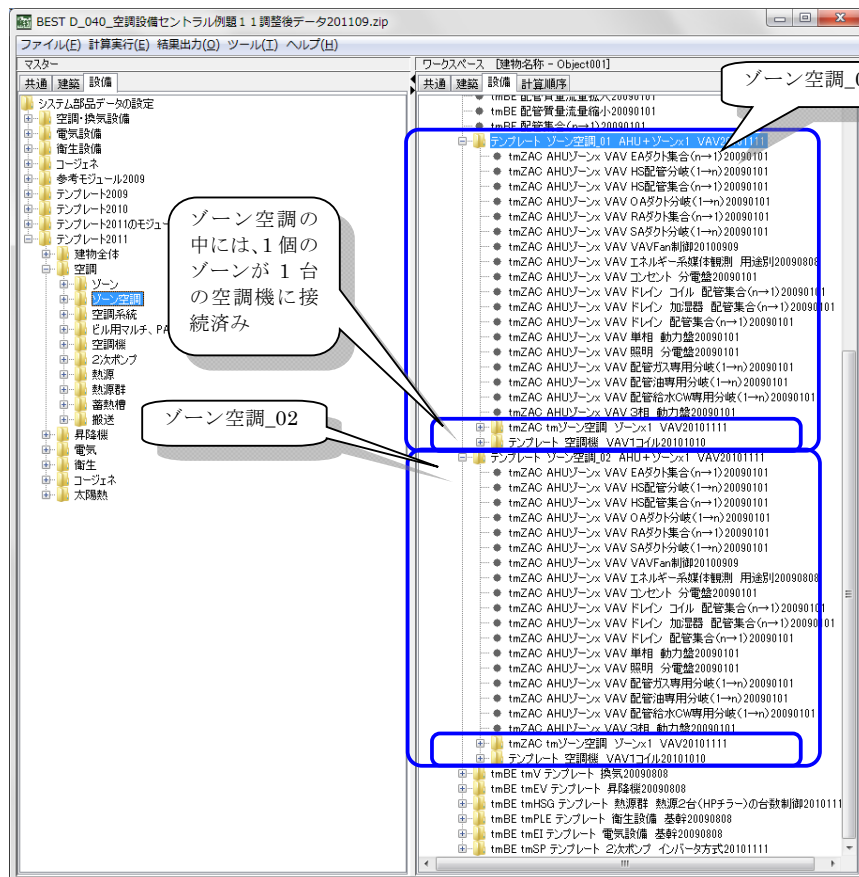 BEST D_040_空調設備セントラル例題１１調整後データ201109.zip
ファイル(F) 計算実行(E) 結果出力(O) ツール(T) ヘルプ(H)
マスター
共通 建築 設備
システム部品データの設定
空調・換気設備
電気設備
衛生設備
コージェネ
参考モジュール2009
テンプレート2009
テンプレート2010
テンプレート2011のモジュー
テンプレート2011
建物全体
空調
ゾーン
ゾーン空調
空調系統
ビル用マルチ、PA
空調機
2次ポンプ
熱源
熱源群
蓄熱槽
搬送
昇降機
電気
衛生
コージェネ
太陽熱
ゾーン空調の
中には、1個の
ゾーンが 1 台
の空調機に接
続済み
ゾーン空調_02
ワークスペース [建物名称 - Object001]
共通 建築 設備 計算順序
ゾーン空調_0
tmBE 配管質量流量拡大20090101
tmBE 配管質量流量縮小20090101
tmBE 配管集合(n→1)20090101
テンプレート ゾーン空調_01 AHU＋ゾーンx1 VAV20101111
tmZAC AHUゾーンx VAV EAダクト集合(n→1)20090101
tmZAC AHUゾーンx VAV HS配管分岐(1→n)20090101
tmZAC AHUゾーンx VAV HS配管集合(n→1)20090101
tmZAC AHUゾーンx VAV OAダクト分岐(1→n)20090101
tmZAC AHUゾーンx VAV RAダクト集合(n→1)20090101
tmZAC AHUゾーンx VAV SAダクト分岐(1→n)20090101
tmZAC AHUゾーンx VAV VAVFan制御20100909
tmZAC AHUゾーンx VAV エネルギー系媒体観測 用途別20090808
tmZAC AHUゾーンx VAV コンセント 分電盤20090101
tmZAC AHUゾーンx VAV ドレイン コイル 配管集合(n→1)20090101
tmZAC AHUゾーンx VAV ドレイン 加湿器 配管集合(n→1)20090101
tmZAC AHUゾーンx VAV ドレイン 配管集合(n→1)20090101
tmZAC AHUゾーンx VAV 単相 動力盤20090101
tmZAC AHUゾーンx VAV 照明 分電盤20090101
tmZAC AHUゾーンx VAV 配管ガス専用分岐(1→n)20090101
tmZAC AHUゾーンx VAV 配管油専用分岐(1→n)20090101
tmZAC AHUゾーンx VAV 配管給水CW専用分岐(1→n)20090101
tmZAC AHUゾーンx VAV 3相 動力盤20090101
tmZAC tmゾーン空調 ゾーンx1 VAV20101111
テンプレート 空調機 VAV1コイル20101010
テンプレート ゾーン空調_02 AHU＋ゾーンx1 VAV20101111
tmZAC AHUゾーンx VAV EAダクト集合(n→1)20090101
tmZAC AHUゾーンx VAV HS配管分岐(1→n)20090101
tmZAC AHUゾーンx VAV HS配管集合(n→1)20090101
tmZAC AHUゾーンx VAV OAダクト分岐(1→n)20090101
tmZAC AHUゾーンx VAV RAダクト集合(n→1)20090101
tmZAC AHUゾーンx VAV SAダクト分岐(1→n)20090101
tmZAC AHUゾーンx VAV VAVFan制御20100909
tmZAC AHUゾーンx VAV エネルギー系媒体観測 用途別20090808
tmZAC AHUゾーンx VAV コンセント 分電盤20090101
tmZAC AHUゾーンx VAV ドレイン コイル 配管集合(n→1)20090101
tmZAC AHUゾーンx VAV ドレイン 加湿器 配管集合(n→1)20090101
tmZAC AHUゾーンx VAV ドレイン 配管集合(n→1)20090101
tmZAC AHUゾーンx VAV 単相 動力盤20090101
tmZAC AHUゾーンx VAV 照明 分電盤20090101
tmZAC AHUゾーンx VAV 配管ガス専用分岐(1→n)20090101
tmZAC AHUゾーンx VAV 配管油専用分岐(1→n)20090101
tmZAC AHUゾーンx VAV 配管給水CW専用分岐(1→n)20090101
tmZAC AHUゾーンx VAV 3相 動力盤20090101
tmZAC tmゾーン空調 ゾーンx1 VAV20101111
テンプレート 空調機 VAV1コイル20101010
tmBE tmV テンプレート 換気20090808
tmBE tmEV テンプレート 昇降機20090808
tmBE tmHSG テンプレート 熱源群 熱源2台(HPチラー)の台数制御2010111
tmBE tmPLE テンプレート 衛生設備 基幹20090808
tmBE tmEI テンプレート 電気設備 基幹20090808
tmBE tmSP テンプレート 2次ポンプ インバータ方式20101111